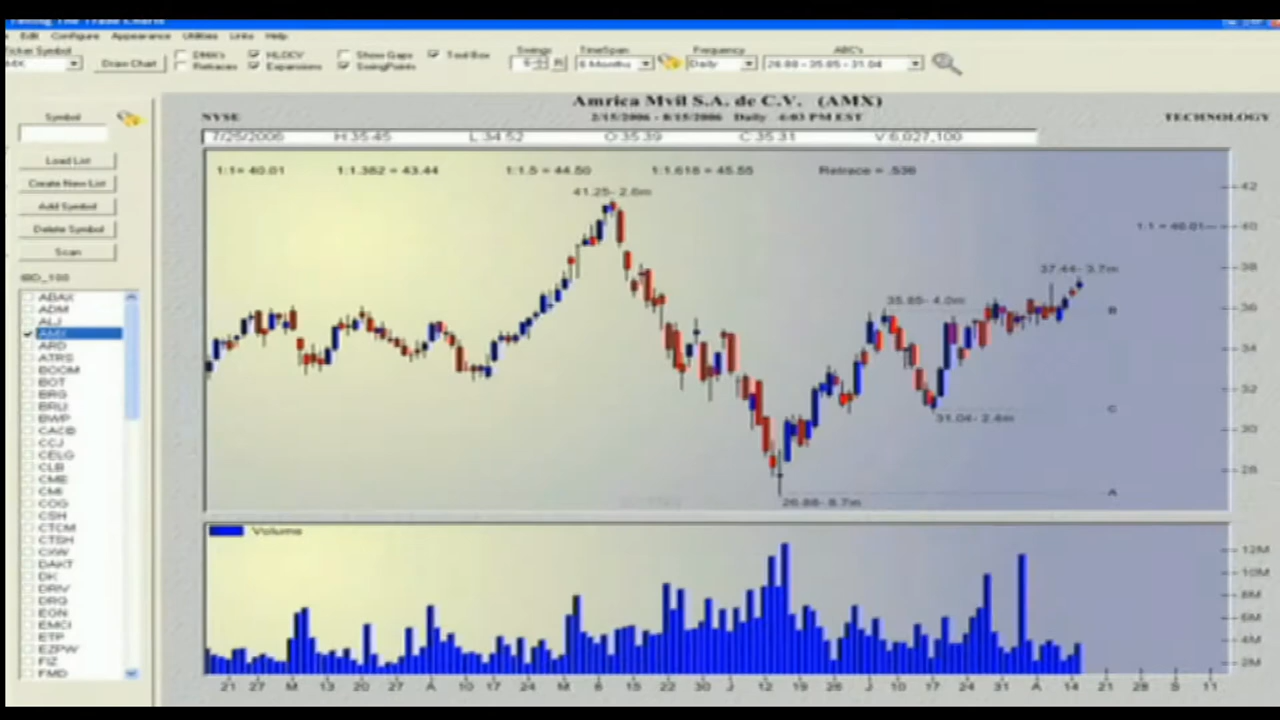 Edit Configure Appearance Utilities Links Help
Ticker Symbol
AMX
Draw Chart
DMA's
Retraces
HLOCV
Expansions
Show Gaps
SwingPoints
Tool Box
Swings
TimeSpan
6 Months
Frequency
Daily
ABC's
26.88 - 35.85 - 31.04
Amrica Mvil S.A. de C.V. (AMX)
NYSE
2/15/2006 - 8/15/2006 Daily 4:03 PM EST
TECHNOLOGY
7/25/2006 H:35.45 L:34.52 O:35.39 C:35.31 V:6,027,100
1:1= 40.01 1:1.382 = 43.44 1:1.5 = 44.50 1:1.618 = 45.55 Retrace = .536
41.25- 2.6m
1:1 = 40.01
37.44- 3.7m
35.85- 4.0m
31.04- 2.4m
26.88- 8.7m
B
C
A
42
40
38
36
34
32
30
28
Symbol
Load List
Create New List
Add Symbol
Delete Symbol
Scan
IBD_100
ABAX
ADM
ALJ
AMX
ARD
ATRS
BOOM
BOT
BRG
BRLI
BWP
CACB
CCJ
CELG
CLB
CME
CMI
COG
CSH
CTCM
CTSH
CXW
DAKT
DK
DRIV
DRQ
EGN
EMCI
ETP
EZPW
FIZ
FMD
Volume
12M
10M
8M
6M
4M
2M
21 27 M 13 20 27 A 10 17 24 M 8 15 22 30 J 12 19 26 J 10 17 24 31 A 14 21 28 S 11